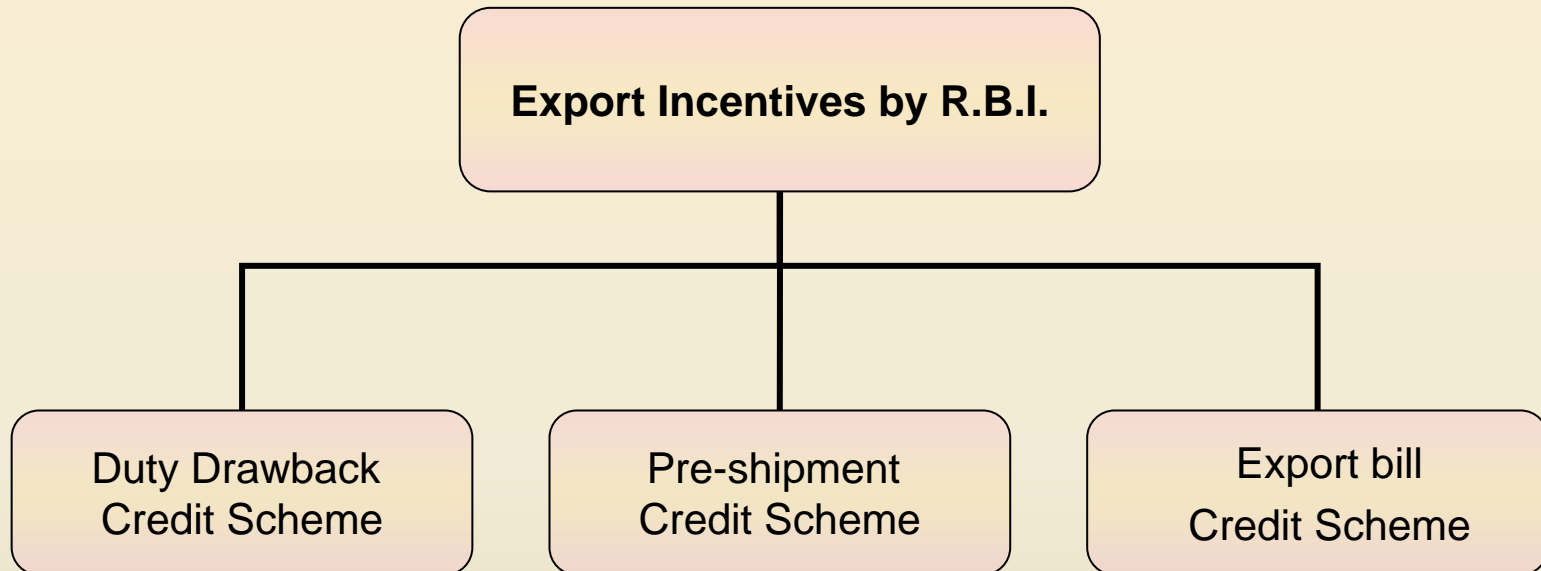 Export Incentives by R.B.I.
Duty Drawback
Credit Scheme
Pre-shipment
Credit Scheme
Export bill
Credit Scheme